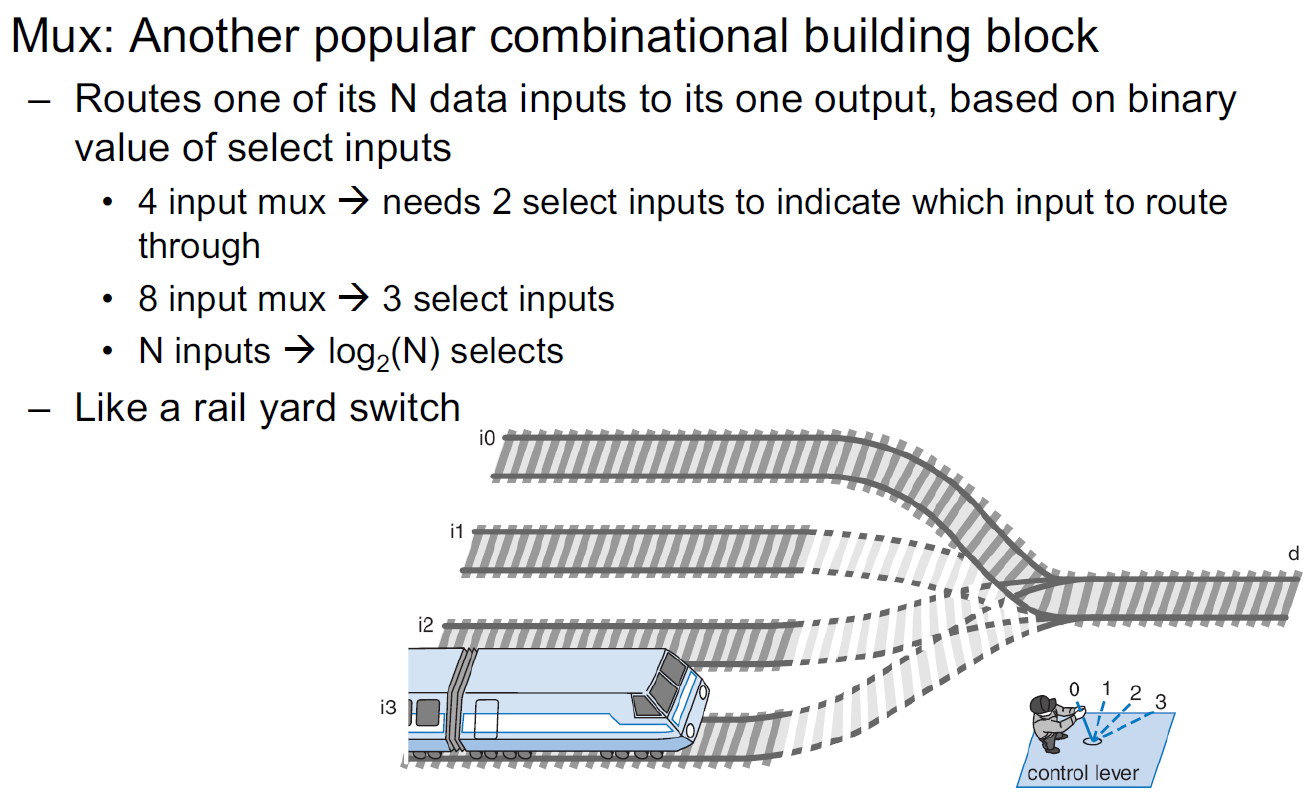 Mux: Another popular combinational building block
– Routes one of its N data inputs to its one output, based on binary
value of select inputs
• 4 input mux → needs 2 select inputs to indicate which input to route
through
• 8 input mux → 3 select inputs
• N inputs → log₂(N) selects
– Like a rail yard switch
i0
i1
d
i2
i3
0 1 2 3
control lever